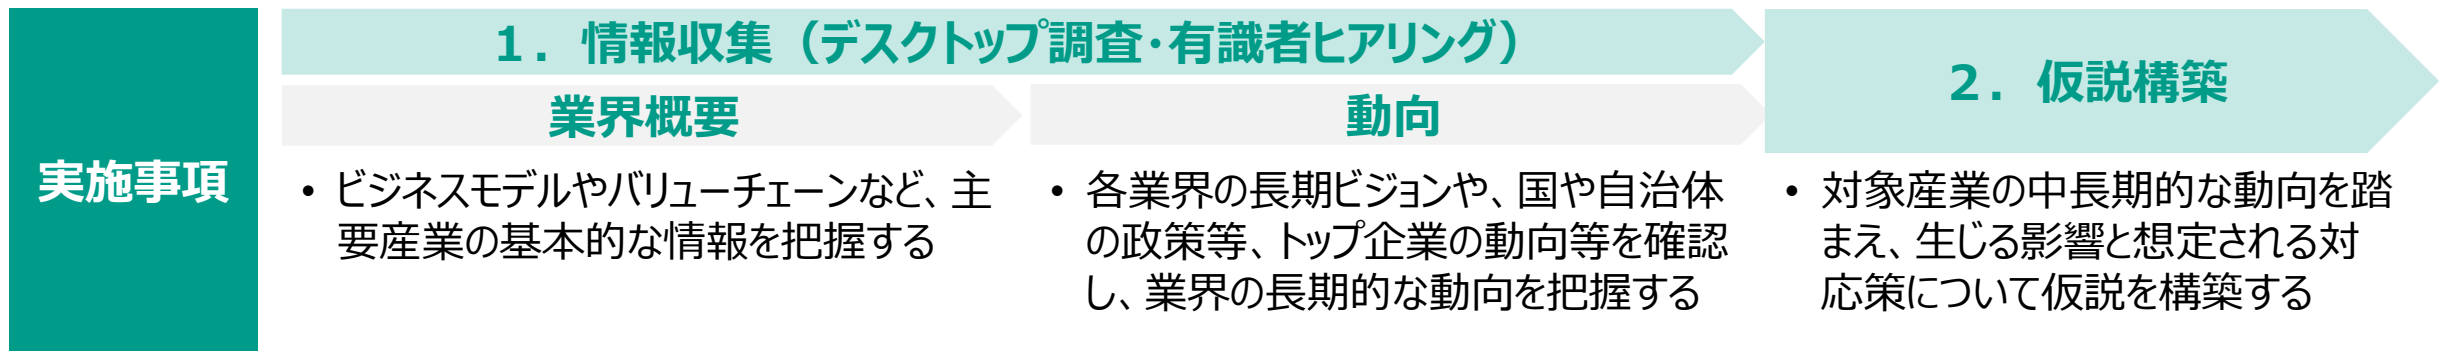 実施事項
１．情報収集（デスクトップ調査・有識者ヒアリング）
業界概要
• ビジネスモデルやバリューチェーンなど、主
要産業の基本的な情報を把握する
動向
• 各業界の長期ビジョンや、国や自治体
の政策等、トップ企業の動向等を確認
し、業界の長期的な動向を把握する
２．仮説構築
• 対象産業の中長期的な動向を踏
まえ、生じる影響と想定される対
応策について仮説を構築する